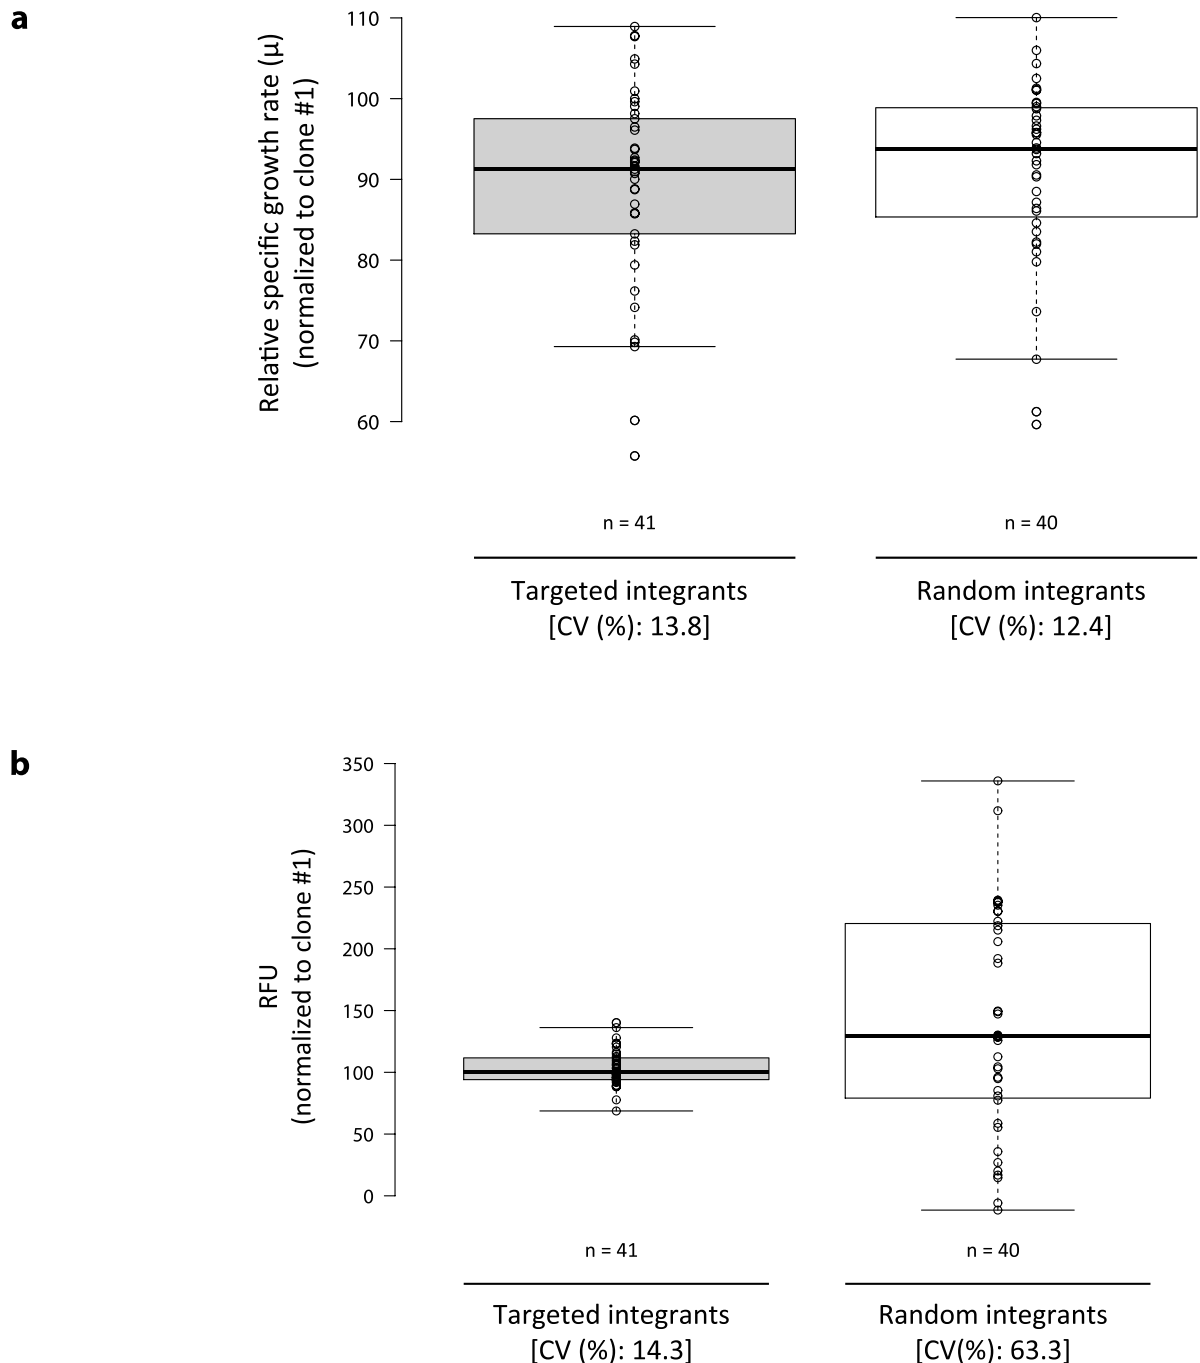 a
Relative specific growth rate (µ)
(normalized to clone #1)
110
100
90
80
70
60
n = 41
n = 40
Targeted integrants
[CV (%): 13.8]
Random integrants
[CV (%): 12.4]
b
RFU
(normalized to clone #1)
350
300
250
200
150
100
50
0
n = 41
n = 40
Targeted integrants
[CV (%): 14.3]
Random integrants
[CV(%): 63.3]